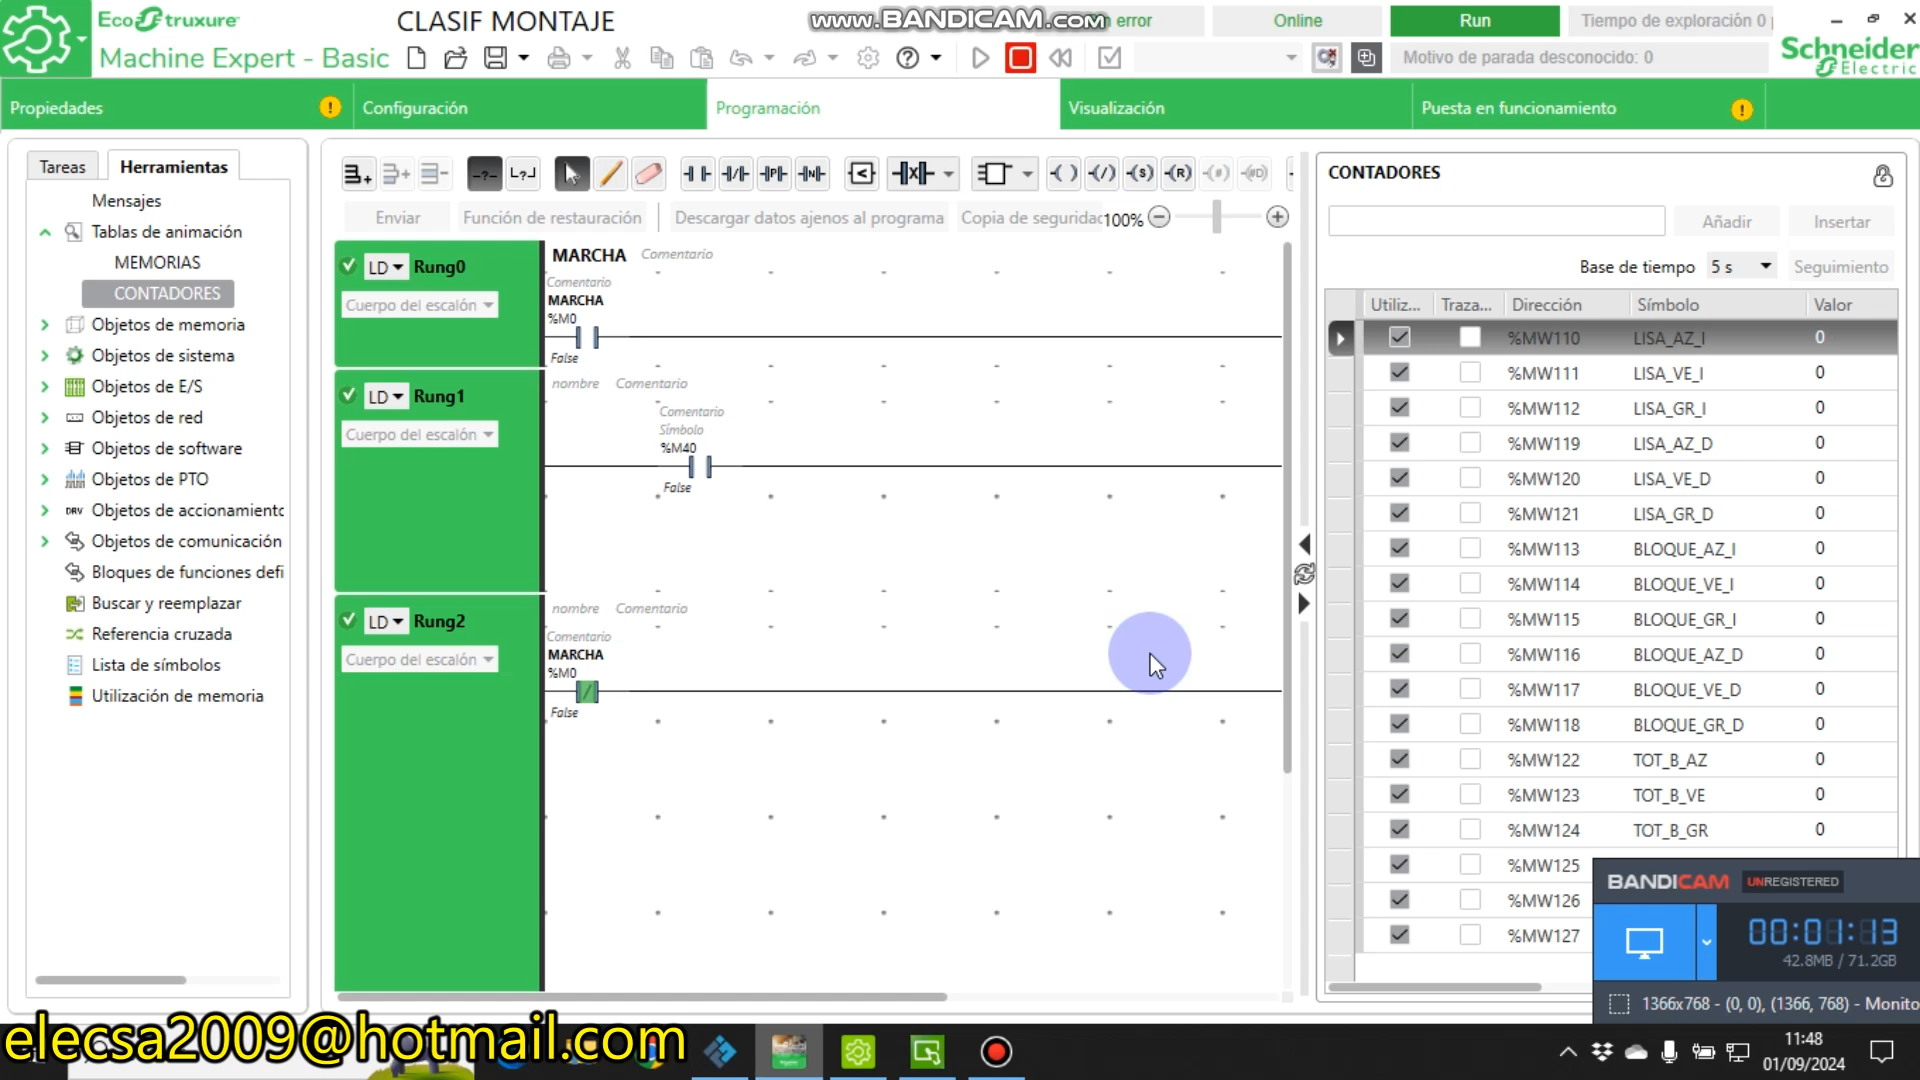 EcoStruxure
Machine Expert - Basic
CLASIF MONTAJE
www.BANDICAM.com
error
Online
Run
Tiempo de exploración 0
Motivo de parada desconocido: 0
Schneider
Electric
Propiedades
Configuración
Programación
Visualización
Puesta en funcionamiento
Tareas
Herramientas
Mensajes
Tablas de animación
MEMORIAS
CONTADORES
Objetos de memoria
Objetos de sistema
Objetos de E/S
Objetos de red
Objetos de software
Objetos de PTO
DRV Objetos de accionamiento
Objetos de comunicación
Bloques de funciones defi
Buscar y reemplazar
Referencia cruzada
Lista de símbolos
Utilización de memoria
Enviar
Función de restauración
Descargar datos ajenos al programa
Copia de seguridad
100%
LD Rung0
Cuerpo del escalón
MARCHA Comentario
Comentario
MARCHA
%M0
False
LD Rung1
Cuerpo del escalón
nombre Comentario
Comentario
Símbolo
%M40
False
LD Rung2
Cuerpo del escalón
nombre Comentario
Comentario
MARCHA
%M0
False
CONTADORES
Añadir
Insertar
Base de tiempo 5 s Seguimiento
Utiliz... Traza... Dirección Símbolo Valor
%MW110 LISA_AZ_I 0
%MW111 LISA_VE_I 0
%MW112 LISA_GR_I 0
%MW119 LISA_AZ_D 0
%MW120 LISA_VE_D 0
%MW121 LISA_GR_D 0
%MW113 BLOQUE_AZ_I 0
%MW114 BLOQUE_VE_I 0
%MW115 BLOQUE_GR_I 0
%MW116 BLOQUE_AZ_D 0
%MW117 BLOQUE_VE_D 0
%MW118 BLOQUE_GR_D 0
%MW122 TOT_B_AZ 0
%MW123 TOT_B_VE 0
%MW124 TOT_B_GR 0
%MW125
%MW126
%MW127
BANDICAM UNREGISTERED
00:01:13
42.8MB / 71.2GB
1366x768 - (0, 0), (1366, 768) - Monito
elecsa2009@hotmail.com
11:48
01/09/2024